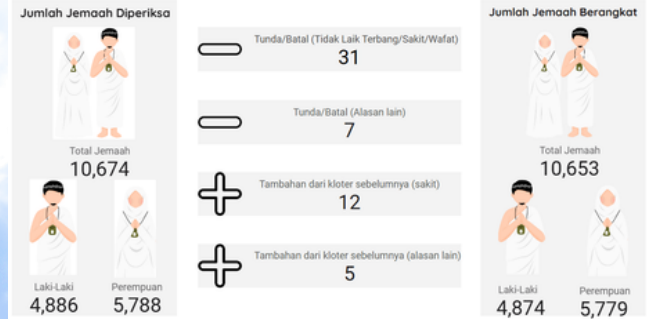 Jumlah Jemaah Diperiksa
Total Jemaah
10,674
Laki-Laki
4,886
Perempuan
5,788
Tunda/Batal (Tidak Laik Terbang/Sakit/Wafat)
31
Tunda/Batal (Alasan lain)
7
Tambahan dari kloter sebelumnya (sakit)
12
Tambahan dari kloter sebelumnya (alasan lain)
5
Jumlah Jemaah Berangkat
Total Jemaah
10,653
Laki-Laki
4,874
Perempuan
5,779